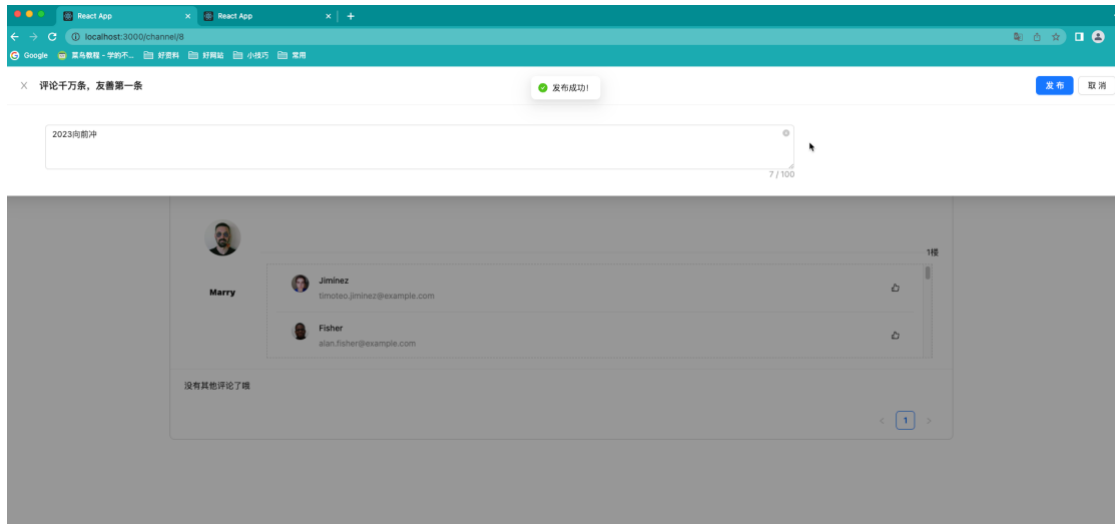 React App
React App
localhost:3000/channel/8
Google 菜鸟教程 - 学的不... 好资料 好网站 小技巧 常用
评论千万条，友善第一条
发布成功！
发 布 取 消
2023向前冲
7 / 100
1楼
Marry
Jiminez
timoteo.jiminez@example.com
Fisher
alan.fisher@example.com
没有其他评论了哦
1